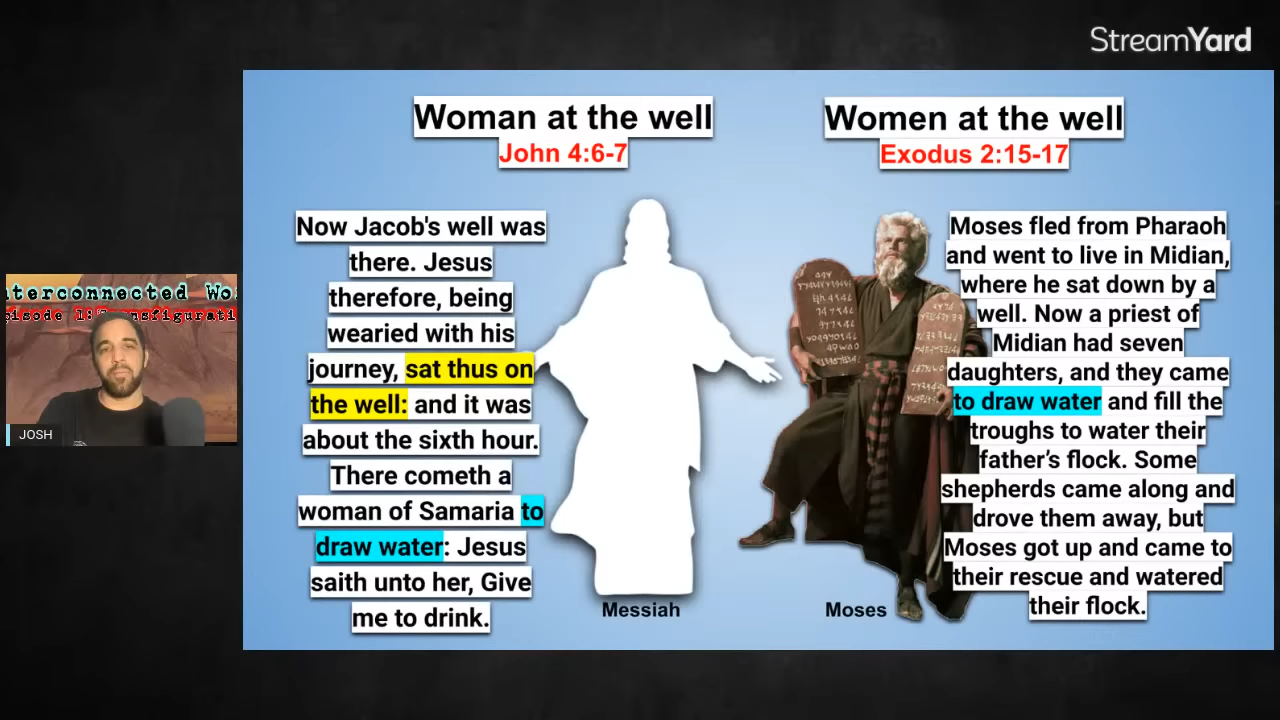 StreamYard
Woman at the well
John 4:6-7
Now Jacob's well was
there. Jesus
therefore, being
wearied with his
journey, sat thus on
the well: and it was
about the sixth hour.
There cometh a
woman of Samaria to
draw water: Jesus
saith unto her, Give
me to drink.
Messiah
Women at the well
Exodus 2:15-17
Moses fled from Pharaoh
and went to live in Midian,
where he sat down by a
well. Now a priest of
Midian had seven
daughters, and they came
to draw water and fill the
troughs to water their
father’s flock. Some
shepherds came along and
drove them away, but
Moses got up and came to
their rescue and watered
their flock.
Moses
terconnected Wo
isode 1:
JOSH